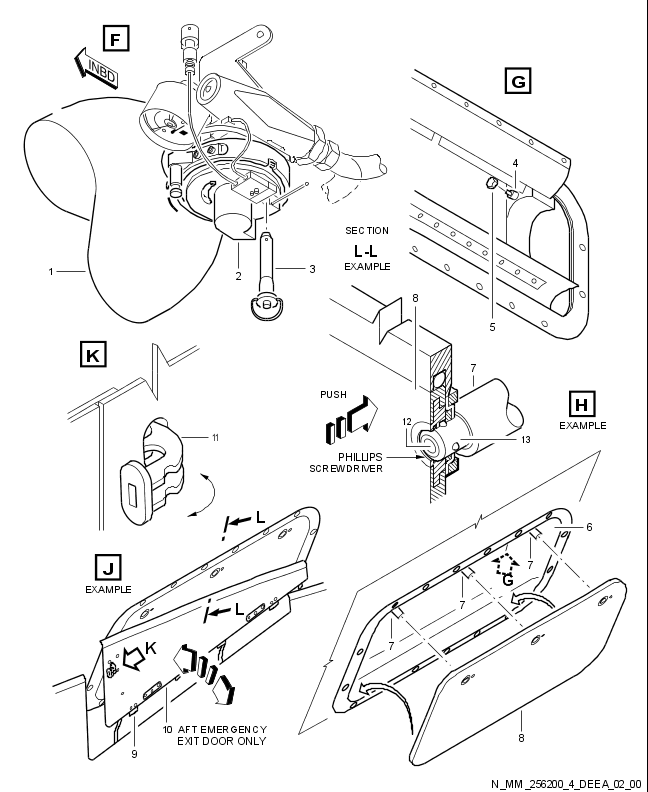 F
INBD
G
4
5
1
2
3
SECTION
L-L
EXAMPLE
K
11
8
7
PUSH
12
13
PHILLIPS
SCREWDRIVER
H
EXAMPLE
J
EXAMPLE
L
L
K
9
10 AFT EMERGENCY
EXIT DOOR ONLY
6
7
G
7
7
8
N_MM_256200_4_DEEA_02_00